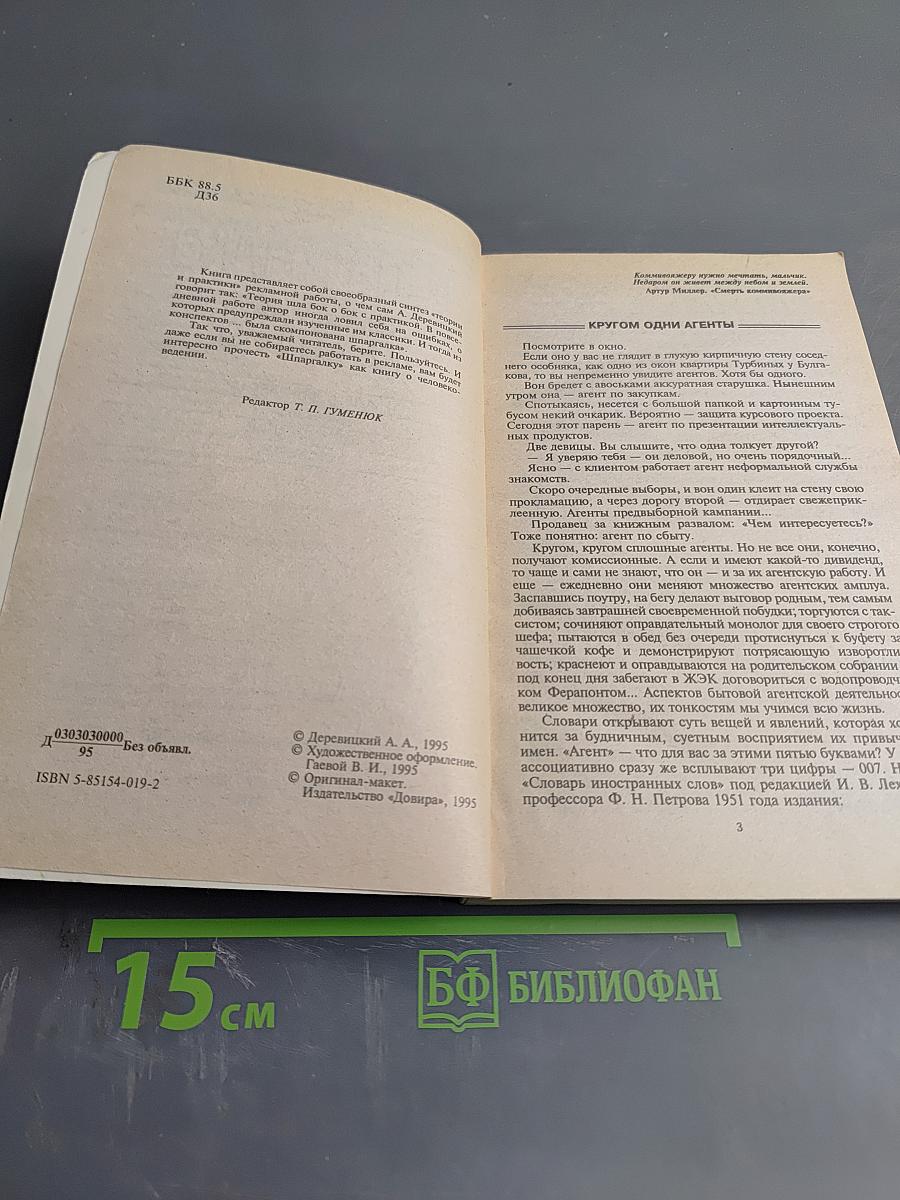 ББК 88.5
Д36
Книга представляет собой своеобразный синтез «теории
и практики» рекламной работы, о чем сам А. Деревицкий
говорит так: «Теория шла бок о бок с практикой. В повсе-
дневной работе автор иногда ловил себя на ошибках, о
которых предупреждали изученные им классики. И тогда из
конспектов ... была скомпонована шпаргалка».
Так что, уважаемый читатель, берите. Пользуйтесь. И
даже если вы не собираетесь работать в рекламе, вам будет
интересно прочесть «Шпаргалку» как книгу о человеко-
ведении.
Редактор Т. П. ГУМЕНЮК
Д 0303030000 Без объявл.
95
ISBN 5-85154-019-2
© Деревицкий А. А., 1995
© Художественное оформление.
Гаевой В. И., 1995
© Оригинал-макет.
Издательство «Довира», 1995
Коммивояжеру нужно мечтать, мальчик.
Недаром он живет между небом и землей.
Артур Миллер. «Смерть коммивояжера»
КРУГОМ ОДНИ АГЕНТЫ
Посмотрите в окно.
Если оно у вас не глядит в глухую кирпичную стену сосед-
него особняка, как одно из окон квартиры Турбиных у Булга-
кова, то вы непременно увидите агентов. Хотя бы одного.
Вон бредет с авоськами аккуратная старушка. Нынешним
утром она — агент по закупкам.
Спотыкаясь, несется с большой папкой и картонным ту-
бусом некий очкарик. Вероятно — защита курсового проекта.
Сегодня этот парень — агент по презентации интеллектуаль-
ных продуктов.
Две девицы. Вы слышите, что одна толкует другой?
— Я уверяю тебя — он деловой, но очень порядочный...
Ясно — с клиентом работает агент неформальной службы
знакомств.
Скоро очередные выборы, и вон один клеит на стену свою
прокламацию, а через дорогу второй — отдирает свежеприк-
леенную. Агенты предвыборной кампании...
Продавец за книжным развалом: «Чем интересуетесь?»
Тоже понятно: агент по сбыту.
Кругом, кругом сплошные агенты. Но не все они, конечно,
получают комиссионные. А если и имеют какой-то дивиденд,
то чаще и сами не знают, что он — и за их агентскую работу. И
еще — ежедневно они меняют множество агентских амплуа.
Заспавшись поутру, на бегу делают выговор родным, тем самым
добиваясь завтрашней своевременной побудки; торгуются с так-
систом; сочиняют оправдательный монолог для своего строгого
шефа; пытаются в обед без очереди протиснуться к буфету за
чашечкой кофе и демонстрируют потрясающую изворотли
вость; краснеют и оправдываются на родительском собрании
под конец дня забегают в ЖЭК договориться с водопроводч
ком Ферапонтом... Аспектов бытовой агентской деятельнос
великое множество, их тонкостям мы учимся всю жизнь.
Словари открывают суть вещей и явлений, которая хо
нится за будничным, суетным восприятием их привыч
имен. «Агент» — что для вас за этими пятью буквами? У
ассоциативно сразу же всплывают три цифры — 007. Н
«Словарь иностранных слов» под редакцией И. В. Лех
профессора Ф. Н. Петрова 1951 года издания:
3
15 см
БФ БИБЛИОФАН